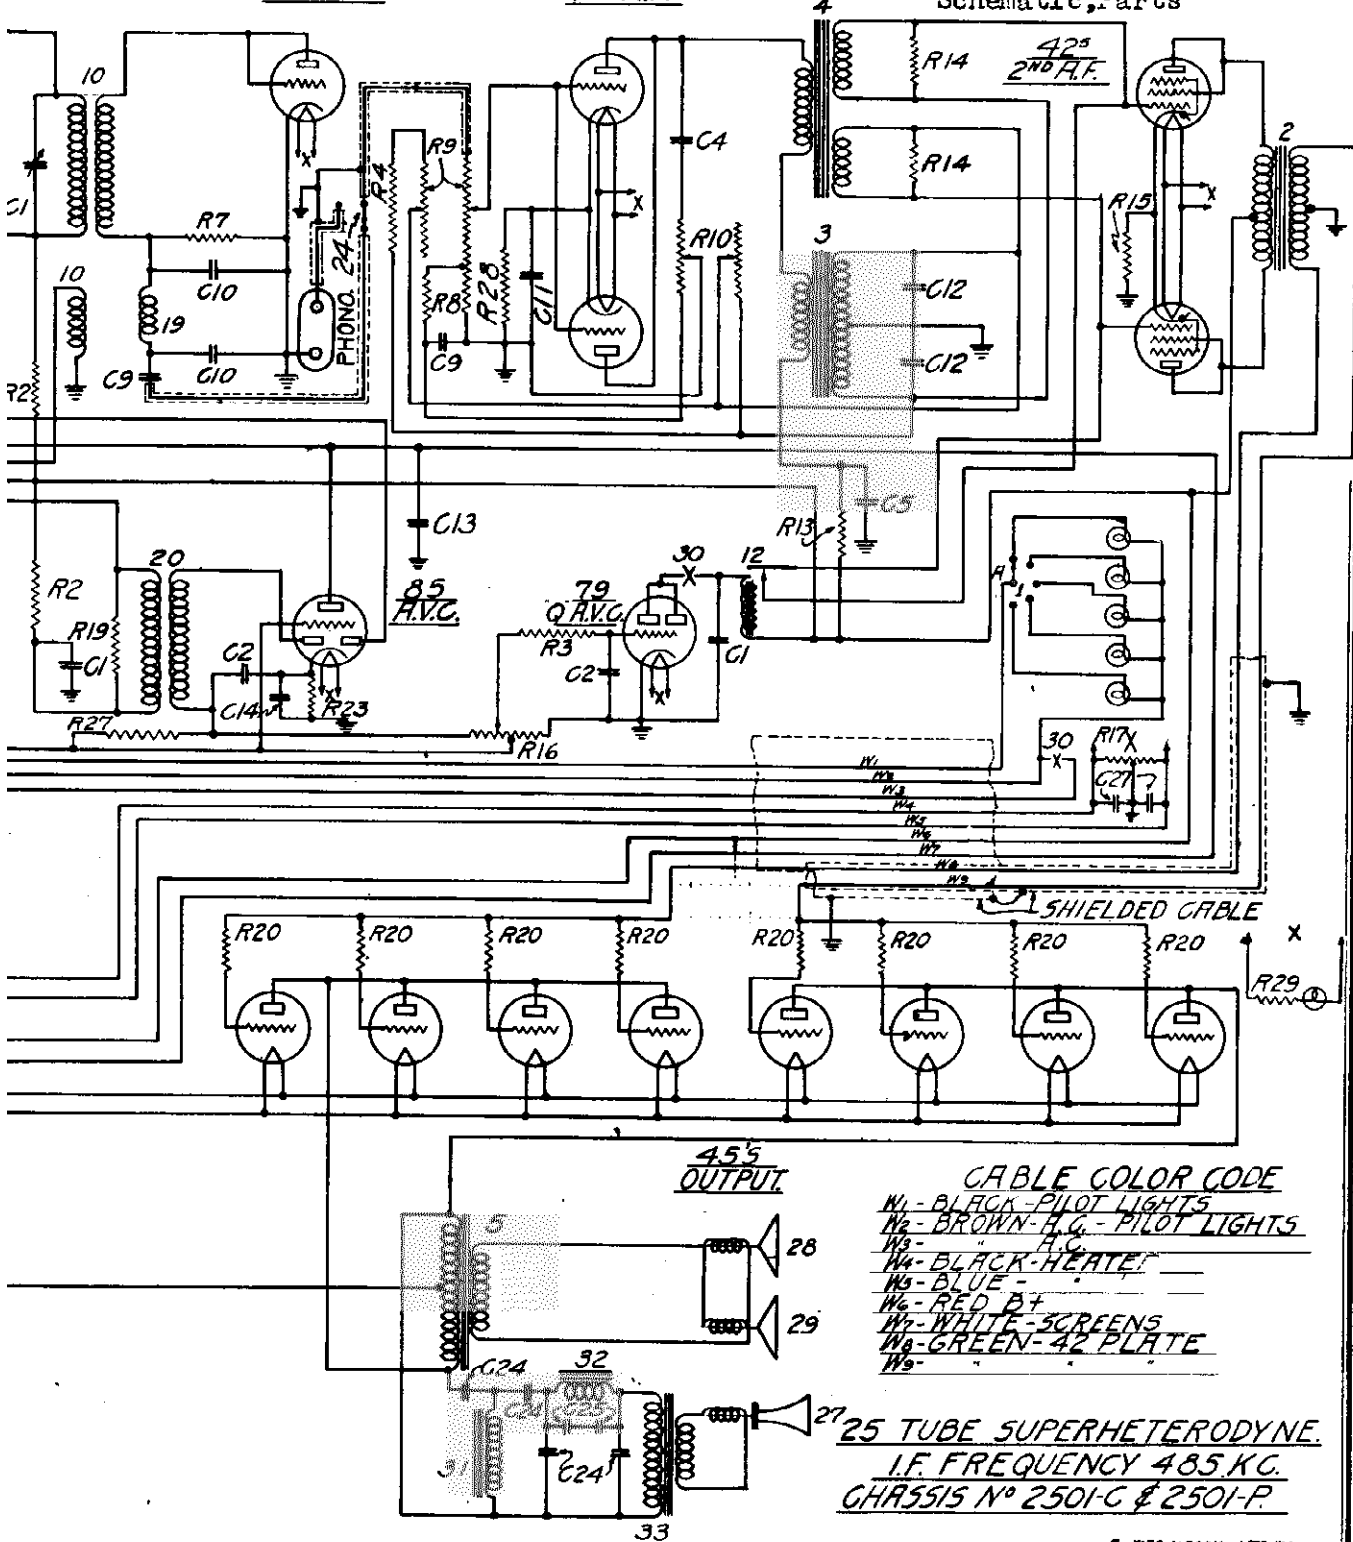 Schematic,Parts
4
42s
2ND A.F.
10
R14
C1
R4
R9
C4
R14
2
R7
24
PHONO.
R28
C11
R10
3
R15
X
X
X
10
C10
19
R8
C12
C9
C10
C9
C12
R2
C13
C5
R13
20
85
A.V.C.
79
Q A.V.C.
30
X
12
A
R2
R19
C1
C2
C14
R23
X
R3
C2
X
C1
R27
R16
30
X
R17
X
C27
W1
W2
W3
W4
W5
W6
W7
W8
W9
SHIELDED CABLE
R20
R20
R20
R20
R20
R20
R20
R20
X
R29
45'S
OUTPUT.
CABLE COLOR CODE
W1 - BLACK - PILOT LIGHTS
W2 - BROWN - A.C. - PILOT LIGHTS
W3 - " A.C.
W4 - BLACK - HEATER
W5 - BLUE - "
W6 - RED B+
W7 - WHITE - SCREENS
W8 - GREEN - 42 PLATE
W9 - " " "
5
28
29
C24
32
C24
C25
31
C24
27
33
25 TUBE SUPERHETERODYNE.
I.F. FREQUENCY 485 KC.
CHASSIS No 2501-C & 2501-P.